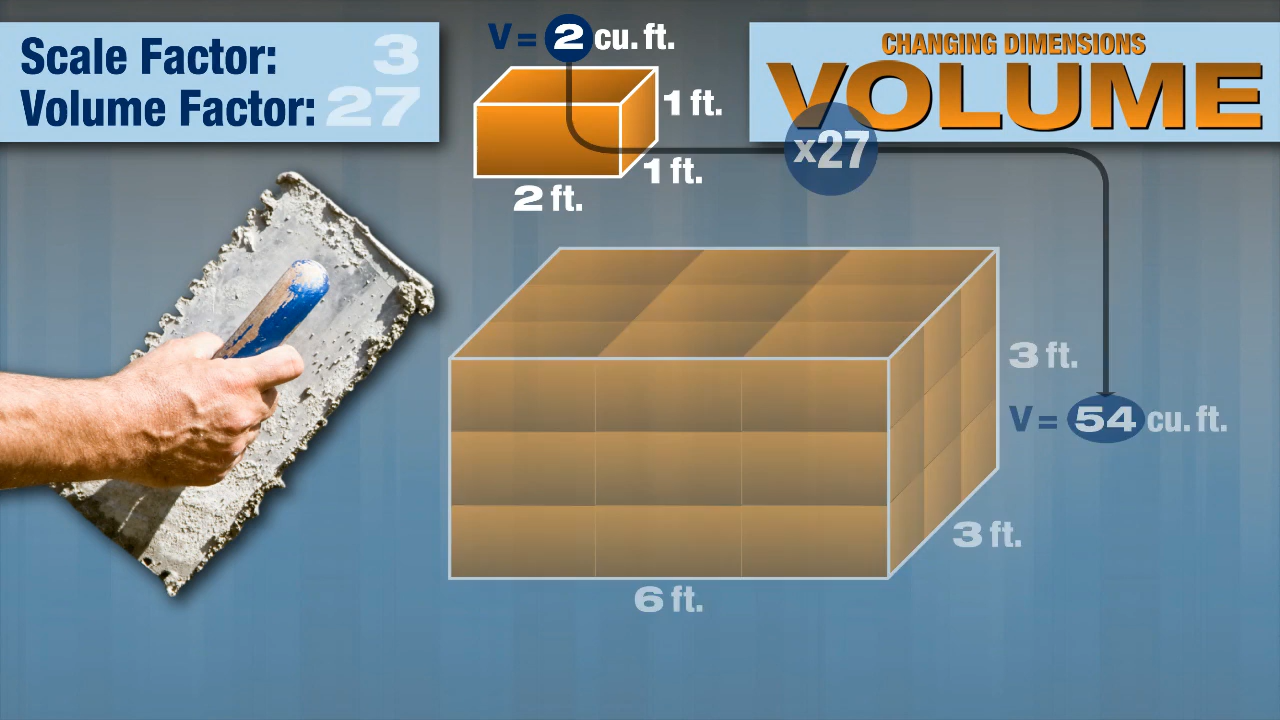 Scale Factor: 3
Volume Factor: 27
V = 2 cu. ft.
1 ft.
1 ft.
2 ft.
CHANGING DIMENSIONS
VOLUME
x27
3 ft.
V = 54 cu. ft.
3 ft.
6 ft.